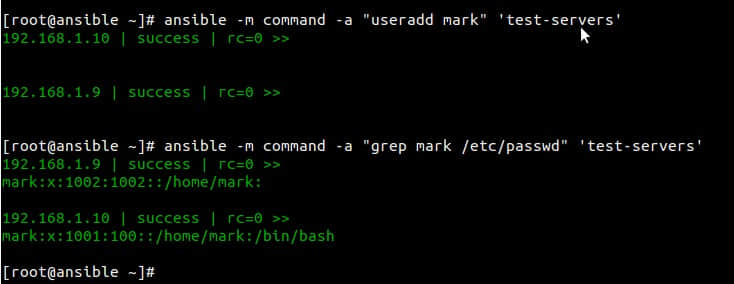 [root@ansible ~]# ansible -m command -a "useradd mark" 'test-servers'
192.168.1.10 | success | rc=0 >>
192.168.1.9 | success | rc=0 >>
[root@ansible ~]# ansible -m command -a "grep mark /etc/passwd" 'test-servers'
192.168.1.9 | success | rc=0 >>
mark:x:1002:1002::/home/mark:
192.168.1.10 | success | rc=0 >>
mark:x:1001:100::/home/mark:/bin/bash
[root@ansible ~]#